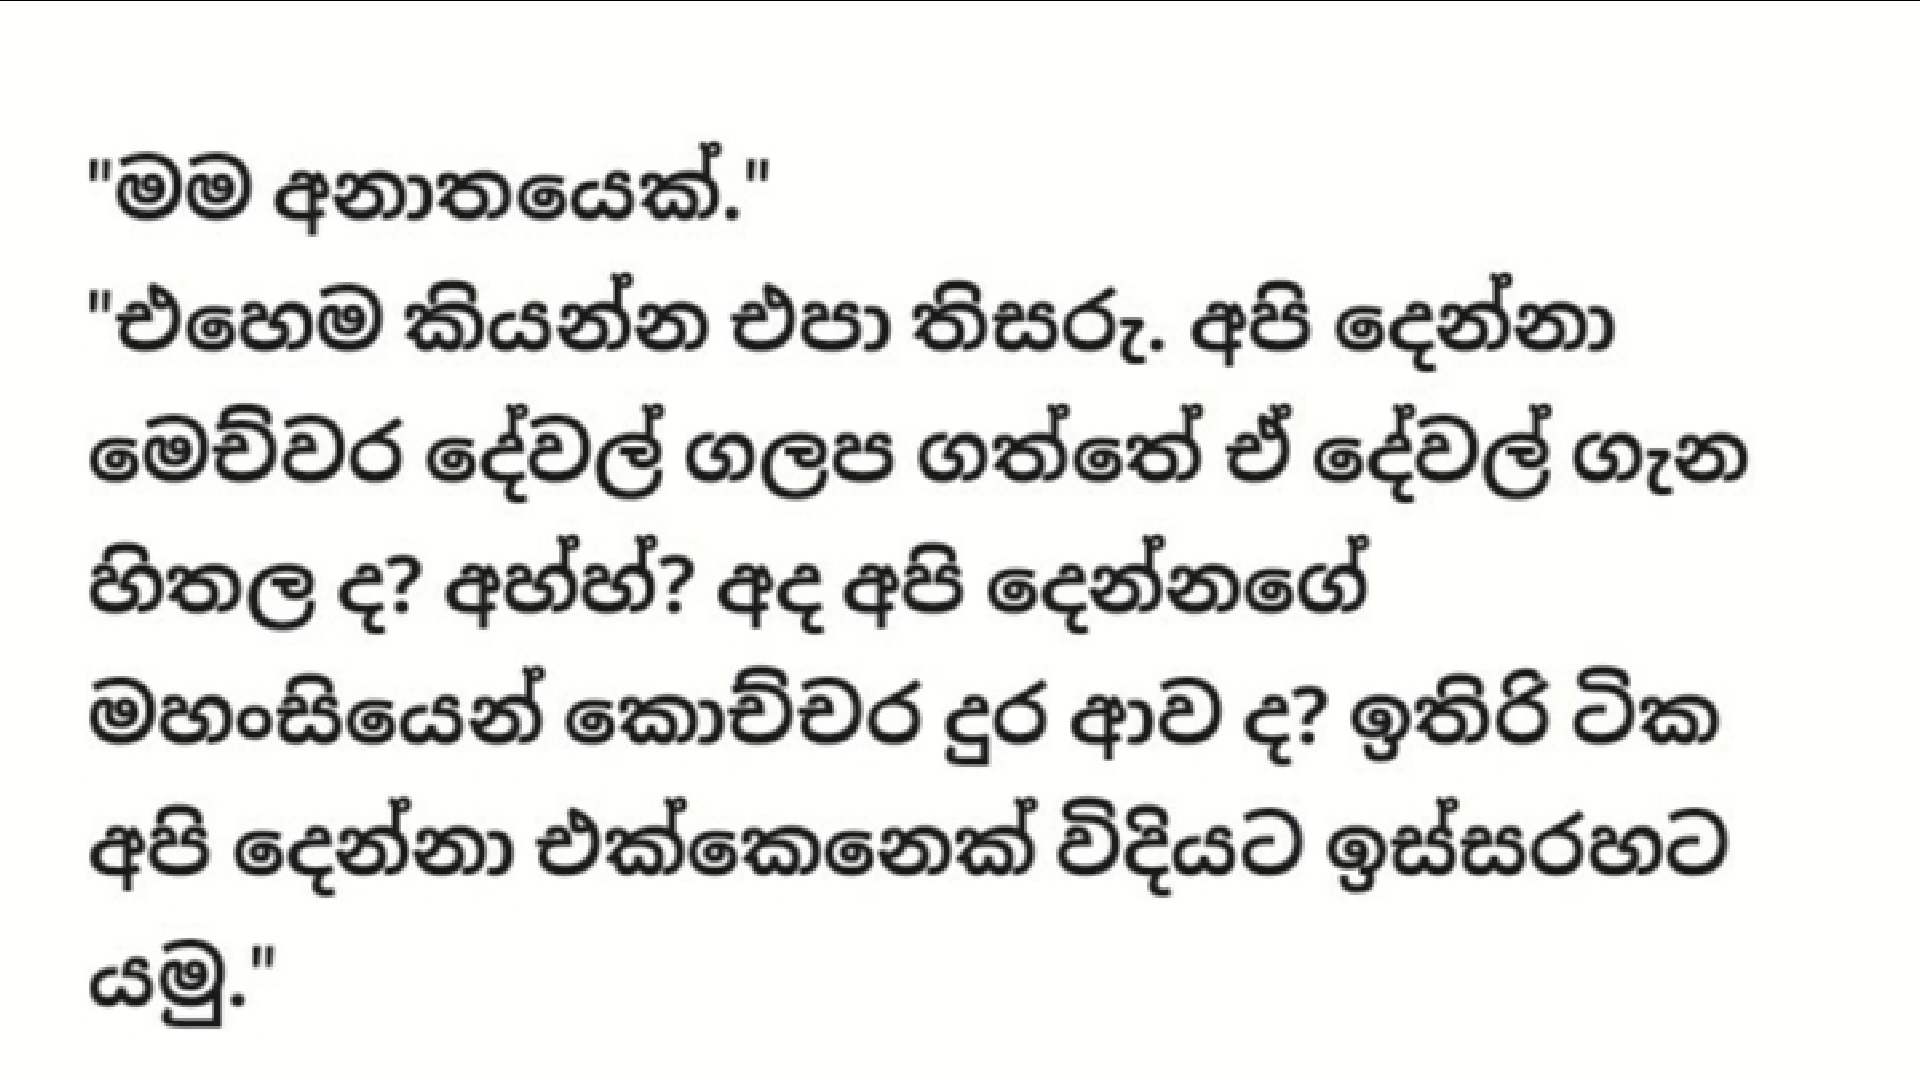 "මම අනාතයෙක්."
"එහෙම කියන්න එපා තිසරු. අපි දෙන්නා
මෙච්වර දේවල් ගලප ගත්තේ ඒ දේවල් ගැන
හිතල ද? අහ්හ්? අද අපි දෙන්නගේ
මහංසියෙන් කොච්චර දුර ආව ද? ඉතිරි ටික
අපි දෙන්නා එක්කෙනෙක් විදියට ඉස්සරහට
යමු."